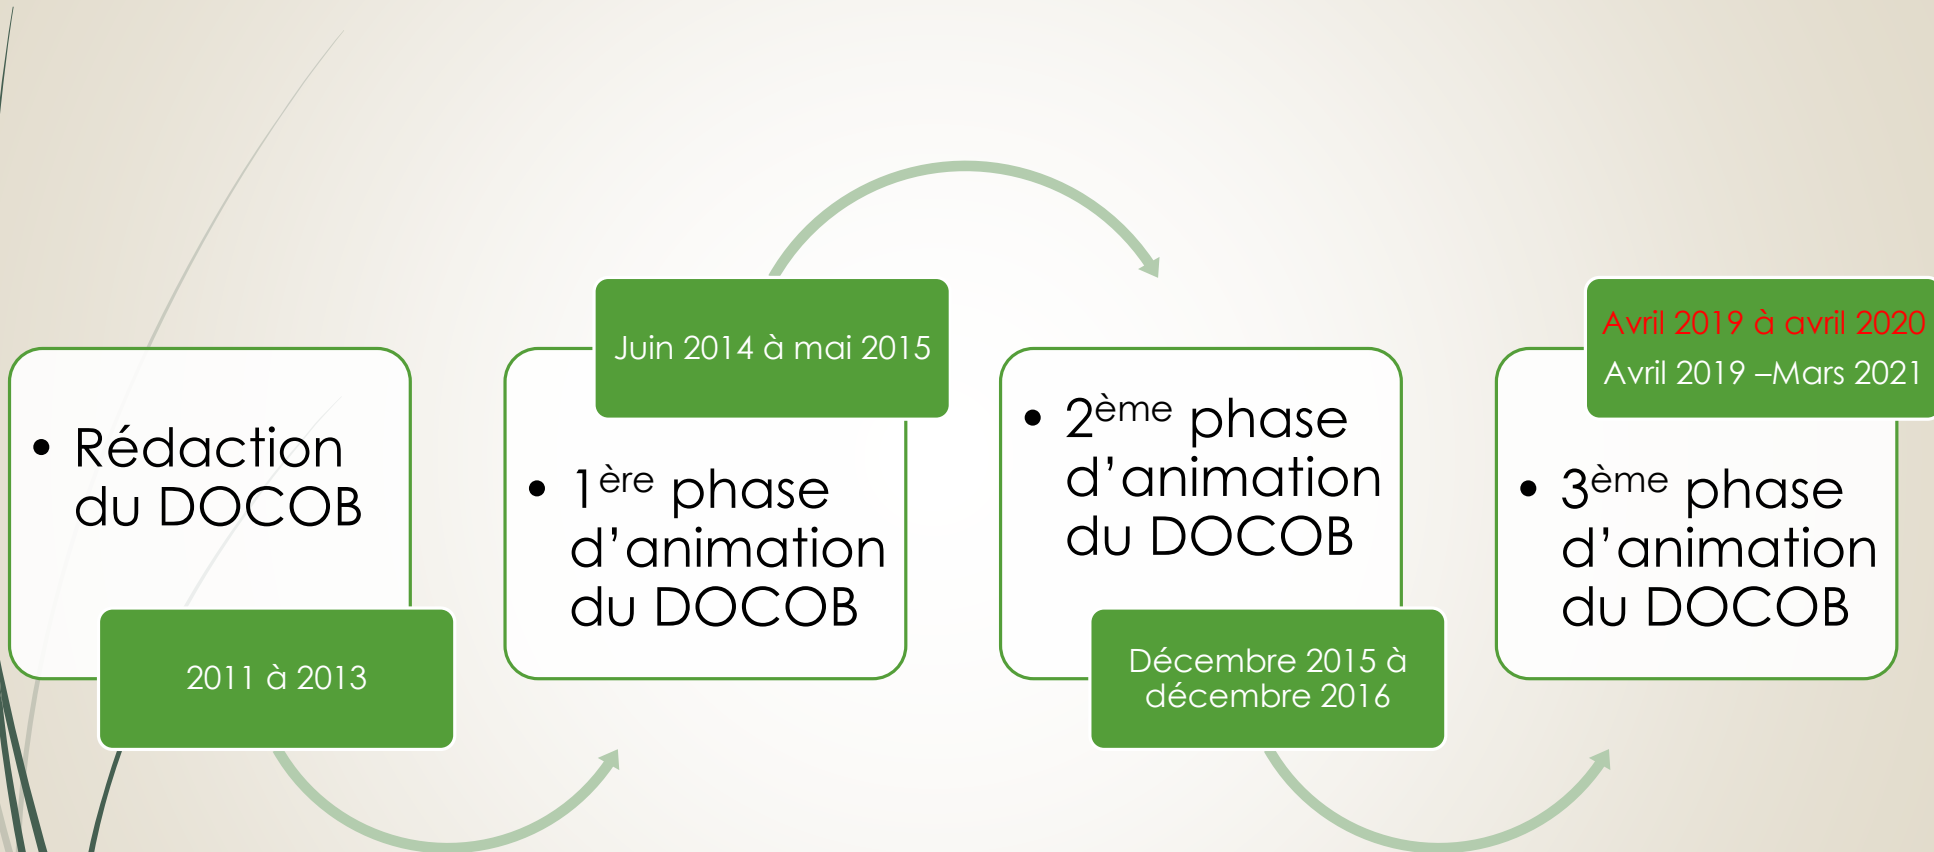 • Rédaction
du DOCOB
2011 à 2013
Juin 2014 à mai 2015
• 1ère phase
d’animation
du DOCOB
• 2ème phase
d’animation
du DOCOB
Décembre 2015 à
décembre 2016
Avril 2019 à avril 2020
Avril 2019 –Mars 2021
• 3ème phase
d’animation
du DOCOB